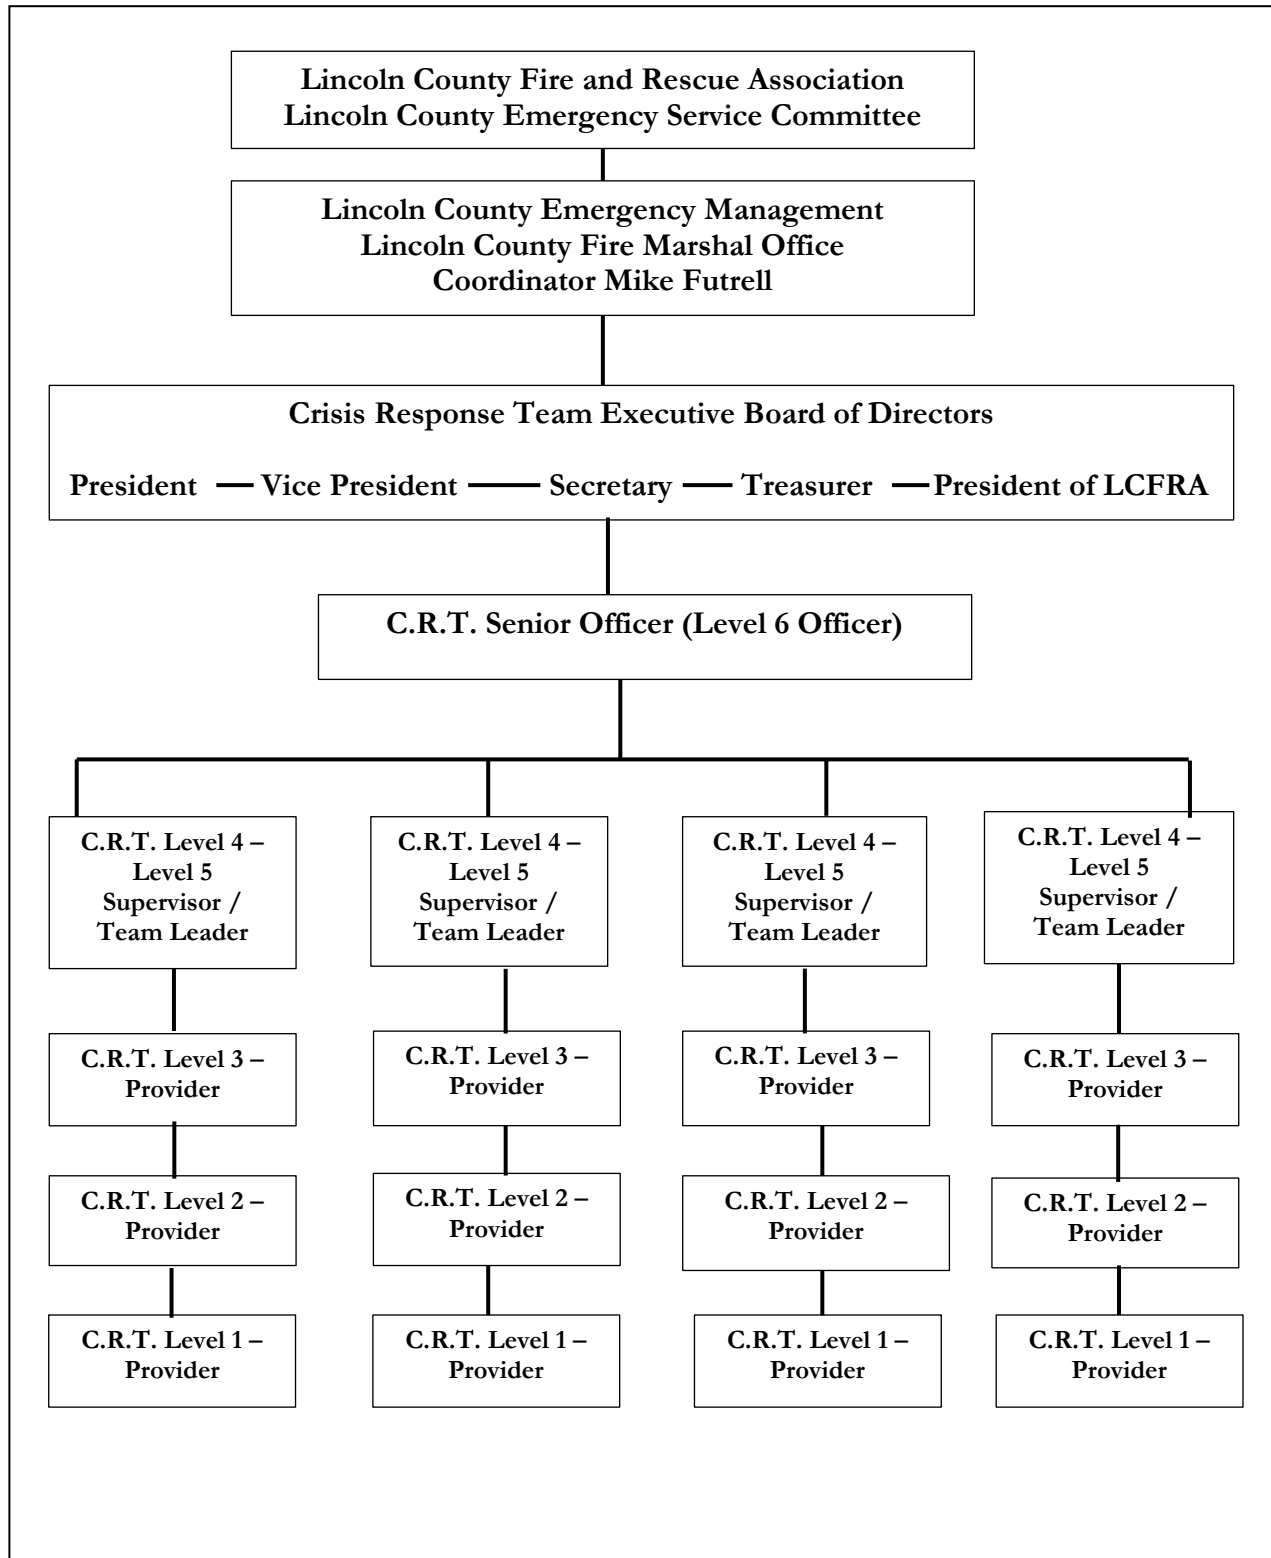 Lincoln County Fire and Rescue Association
Lincoln County Emergency Service Committee
Lincoln County Emergency Management
Lincoln County Fire Marshal Office
Coordinator Mike Futrell
Crisis Response Team Executive Board of Directors
President — Vice President — Secretary — Treasurer — President of LCFRA
C.R.T. Senior Officer (Level 6 Officer)
C.R.T. Level 4 –
Level 5
Supervisor /
Team Leader
C.R.T. Level 4 –
Level 5
Supervisor /
Team Leader
C.R.T. Level 4 –
Level 5
Supervisor /
Team Leader
C.R.T. Level 4 –
Level 5
Supervisor /
Team Leader
C.R.T. Level 3 –
Provider
C.R.T. Level 3 –
Provider
C.R.T. Level 3 –
Provider
C.R.T. Level 3 –
Provider
C.R.T. Level 2 –
Provider
C.R.T. Level 2 –
Provider
C.R.T. Level 2 –
Provider
C.R.T. Level 2 –
Provider
C.R.T. Level 1 –
Provider
C.R.T. Level 1 –
Provider
C.R.T. Level 1 –
Provider
C.R.T. Level 1 –
Provider